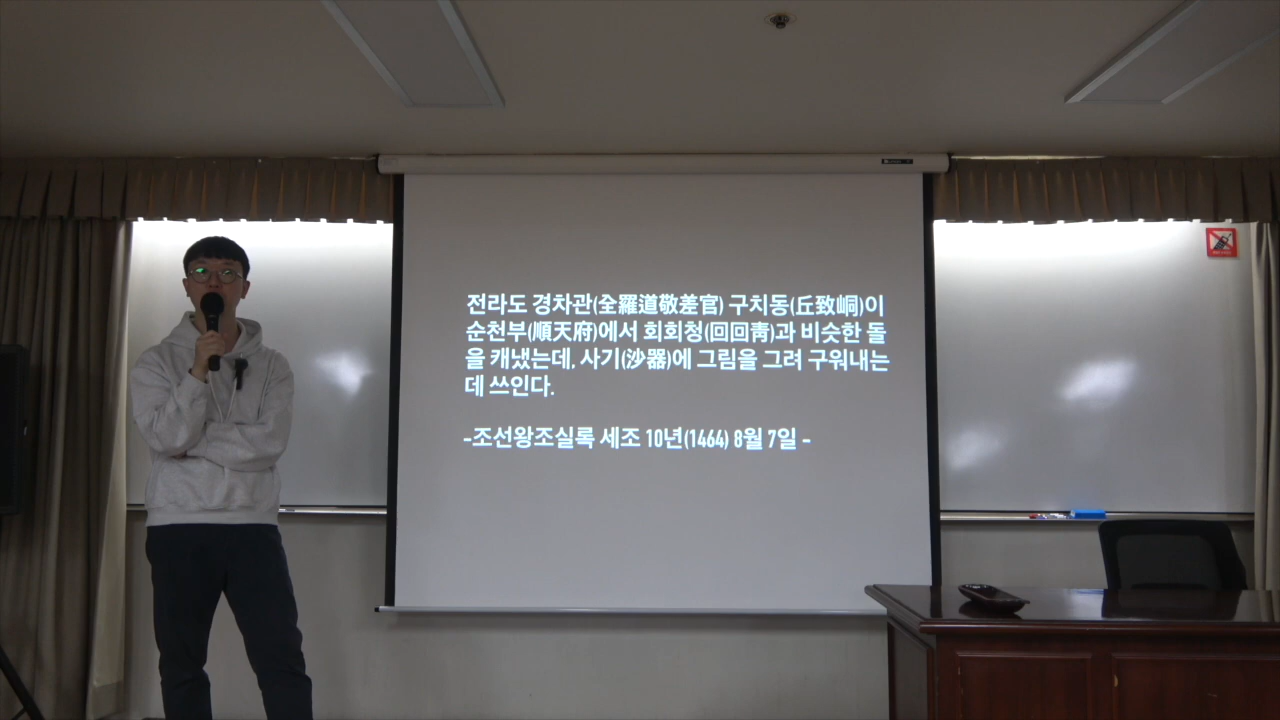 전라도 경차관(全羅道敬差官) 구치동(丘致峒)이
순천부(順天府)에서 회회청(回回靑)과 비슷한 돌
을 캐냈는데, 사기(沙器)에 그림을 그려 구워내는
데 쓰인다.
-조선왕조실록 세조 10년(1464) 8월 7일 -